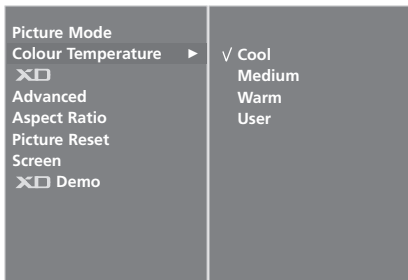 Picture Mode
Colour Temperature ►
XD
Advanced
Aspect Ratio
Picture Reset
Screen
XD Demo
√ Cool
Medium
Warm
User